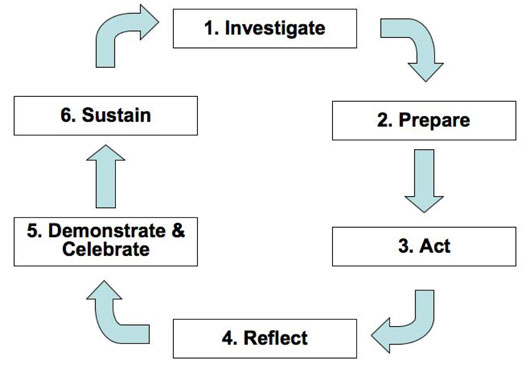 1. Investigate
2. Prepare
3. Act
4. Reflect
5. Demonstrate &
Celebrate
6. Sustain